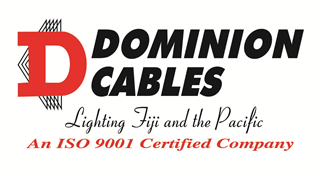 D DOMINION
CABLES
Lighting Fiji and the Pacific
An ISO 9001 Certified Company